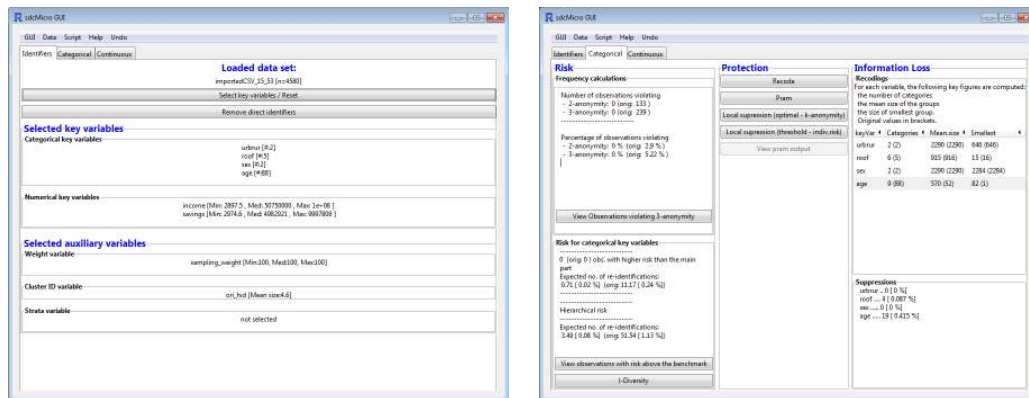 sdcMicro GUI
GUI Data Script Help Undo
Identifiers Categorical Continuous
Loaded data set:
importedCSV_15_53 [n=4580]
Select key variables / Reset
Remove direct identifiers
Selected key variables
Categorical key variables
urbrur [#:2]
roof [#:5]
sex [#:2]
age [#:88]
Numerical key variables
income [Min: 2897.5 , Med: 50750000 , Max: 1e+08 ]
savings [Min: 2974.6 , Med: 4982921 , Max: 9997808 ]
Selected auxiliary variables
Weight variable
sampling_weight [Min:100, Med:100, Max:100]
Cluster ID variable
ori_hid [Mean size:4.6]
Strata variable
not selected
sdcMicro GUI
GUI Data Script Help Undo
Identifiers Categorical Continuous
Risk
Frequency calculations
Number of observations violating
- 2-anonymity: 0 (orig: 133 )
- 3-anonymity: 0 (orig: 239 )
--------------------------
Percentage of observations violating
- 2-anonymity: 0 % (orig: 2.9 % )
- 3-anonymity: 0 % (orig: 5.22 % )
View Observations violating 3-anonymity
Risk for categorical key variables
--------------------------
0 (orig: 0 ) obs. with higher risk than the main
part
Expected no. of re-identifications:
0.71 [ 0.02 %] (orig: 11.17 [ 0.24 %])
--------------------------
--------------------------
Hierarchical risk
--------------------------
Expected no. of re-identifications:
3.49 [ 0.08 %] (orig: 51.54 [ 1.13 %])
View observations with risk above the benchmark
l-Diversity
Protection
Recode
Pram
Local supression (optimal - k-anonymity)
Local supression (threshold - indiv.risk)
View pram output
Information Loss
Recodings
For each variable, the following key figures are computed:
the number of categories
the mean size of the groups
the size of smallest group.
Original values in brackets.
keyVar Categories Mean.size Smallest
urbrur 2 (2) 2290 (2290) 646 (646)
roof 6 (5) 915 (916) 15 (16)
sex 2 (2) 2290 (2290) 2284 (2284)
age 9 (88) 570 (52) 82 (1)
Suppressions
urbrur .. 0 [ 0 %]
roof .... 4 [ 0.087 %]
sex ..... 0 [ 0 %]
age ..... 19 [ 0.415 %]